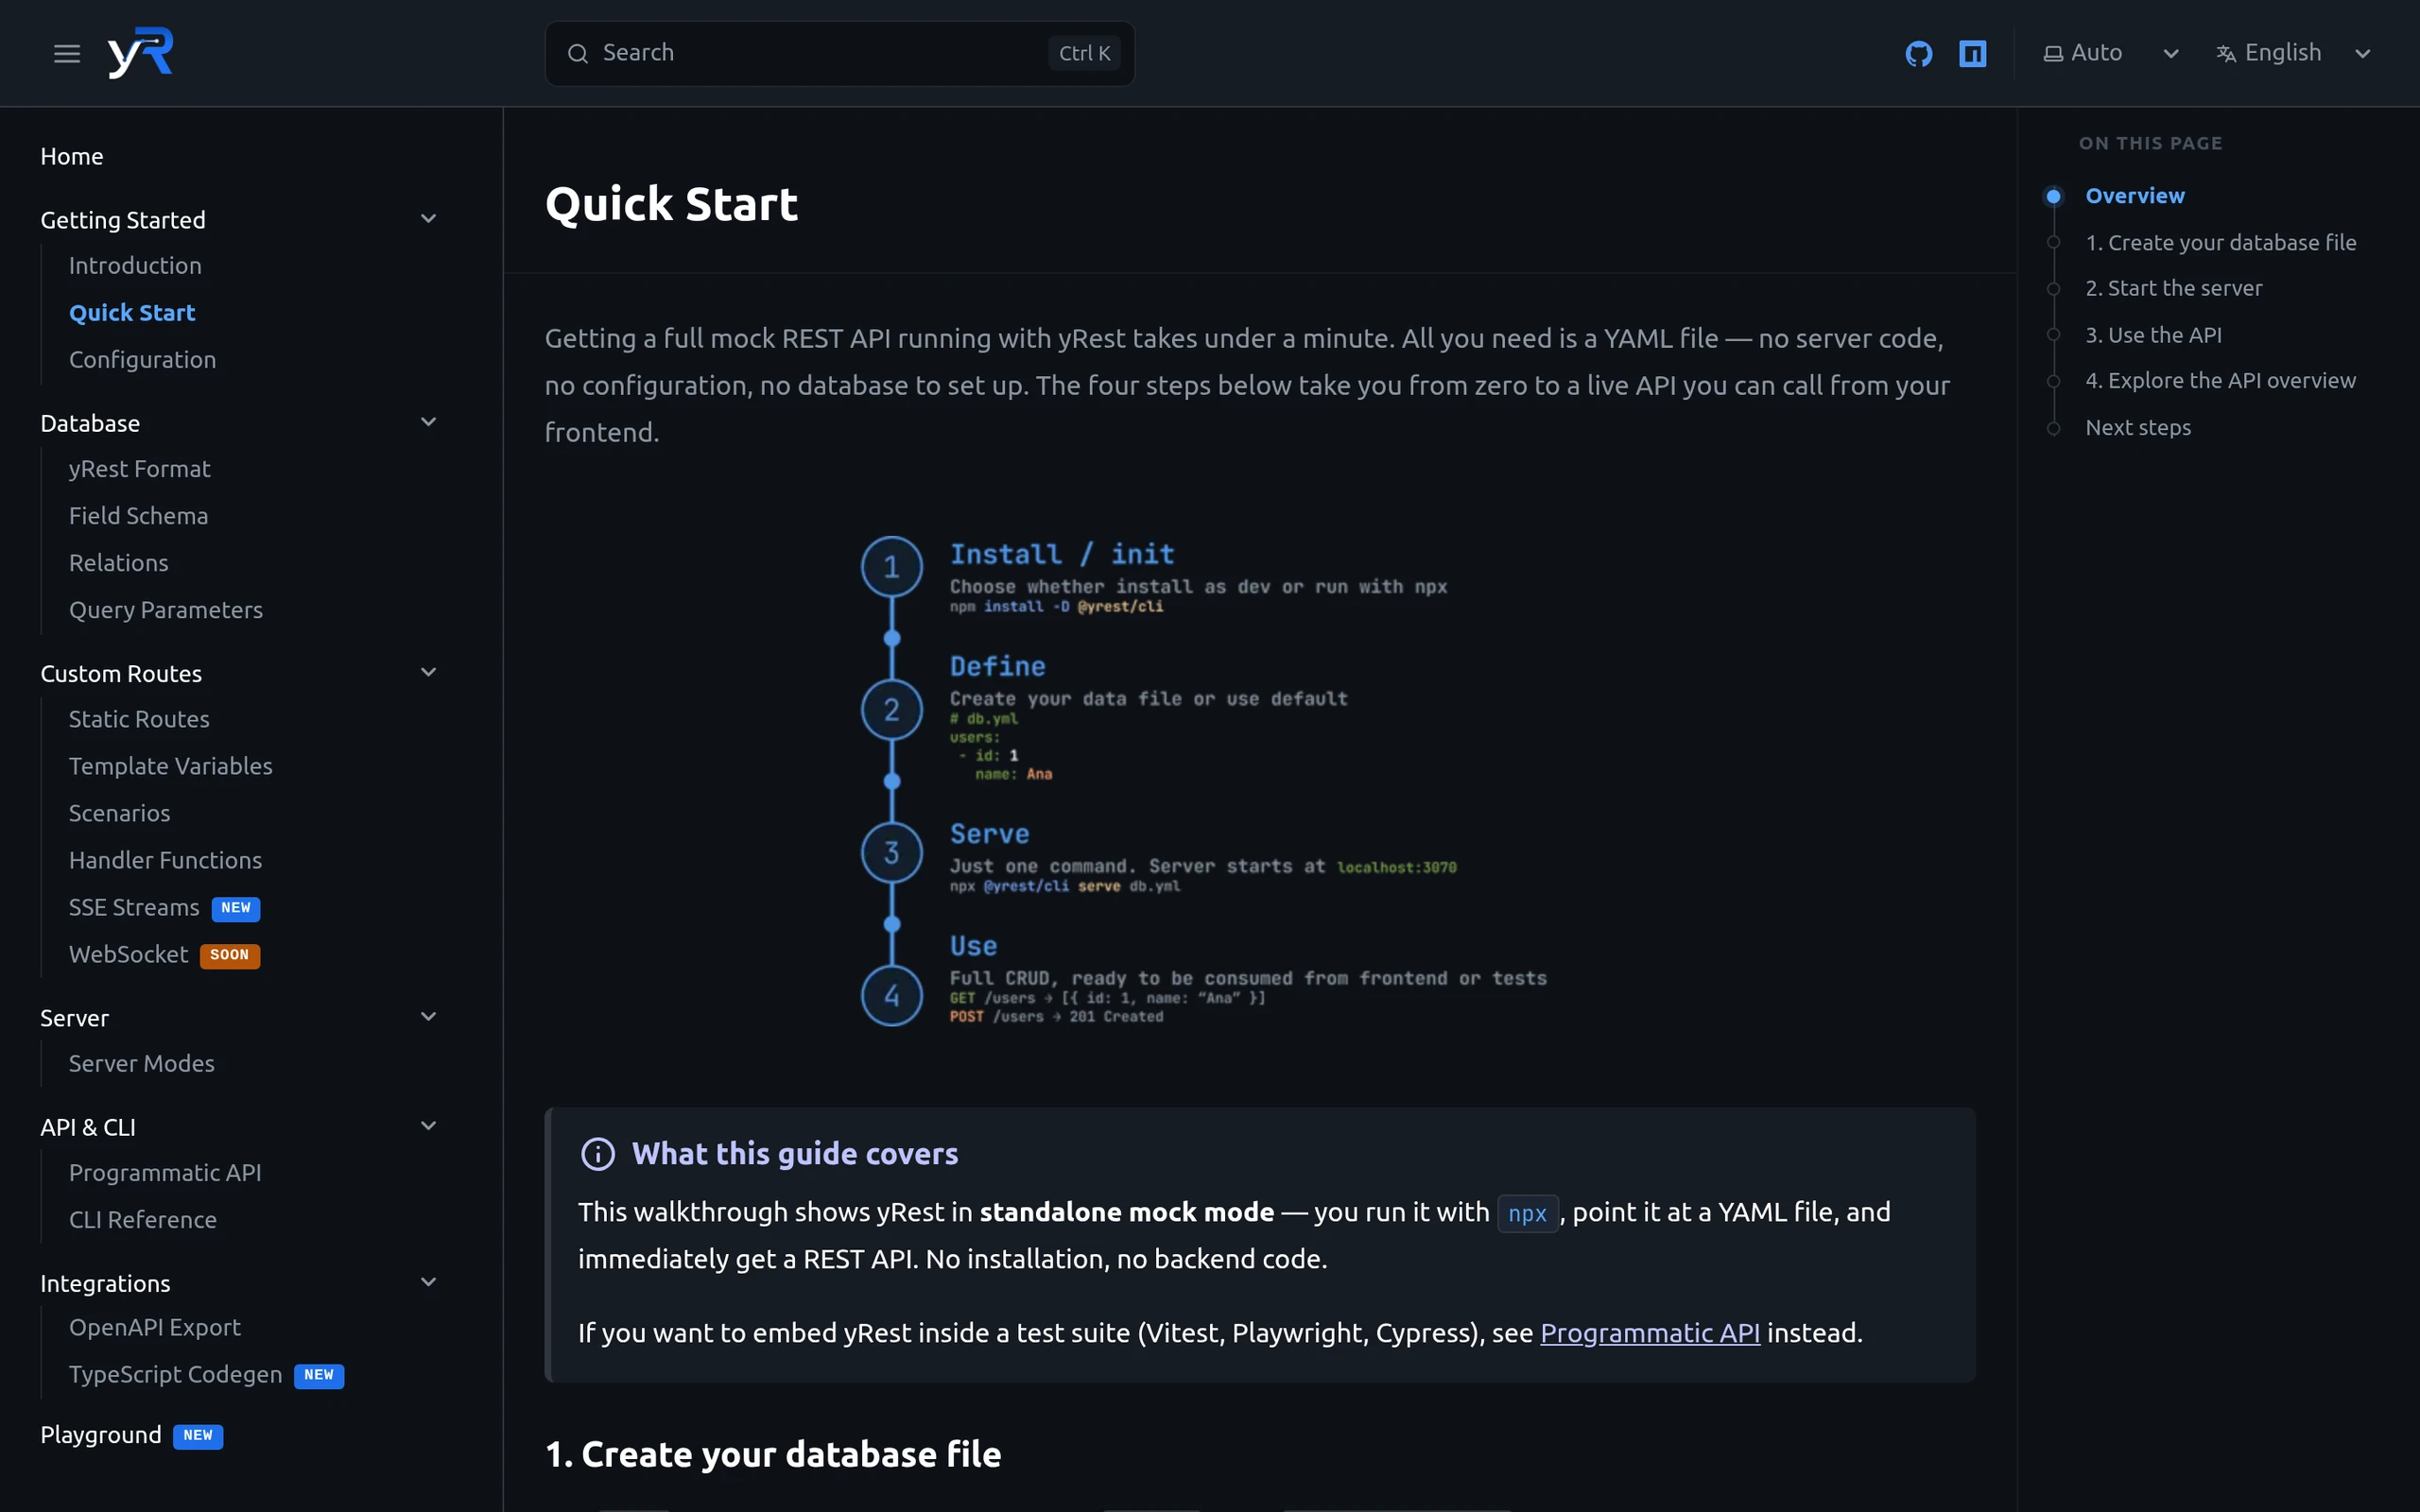 yR
Search
Ctrl K
Auto
English
Home
Getting Started
Introduction
Quick Start
Configuration
Database
yRest Format
Field Schema
Relations
Query Parameters
Custom Routes
Static Routes
Template Variables
Scenarios
Handler Functions
SSE Streams NEW
WebSocket SOON
Server
Server Modes
API & CLI
Programmatic API
CLI Reference
Integrations
OpenAPI Export
TypeScript Codegen NEW
Playground NEW
Quick Start
Getting a full mock REST API running with yRest takes under a minute. All you need is a YAML file — no server code,
no configuration, no database to set up. The four steps below take you from zero to a live API you can call from your
frontend.
1
Install / init
Choose whether install as dev or run with npx
npm install -D @yrest/cli
2
Define
Create your data file or use default
# db.yml
users:
- id: 1
name: Ana
3
Serve
Just one command. Server starts at localhost:3070
npx @yrest/cli serve db.yml
4
Use
Full CRUD, ready to be consumed from frontend or tests
GET /users → [{ id: 1, name: “Ana” }]
POST /users → 201 Created
What this guide covers
This walkthrough shows yRest in standalone mock mode — you run it with npx, point it at a YAML file, and
immediately get a REST API. No installation, no backend code.
If you want to embed yRest inside a test suite (Vitest, Playwright, Cypress), see Programmatic API instead.
1. Create your database file
ON THIS PAGE
Overview
1. Create your database file
2. Start the server
3. Use the API
4. Explore the API overview
Next steps